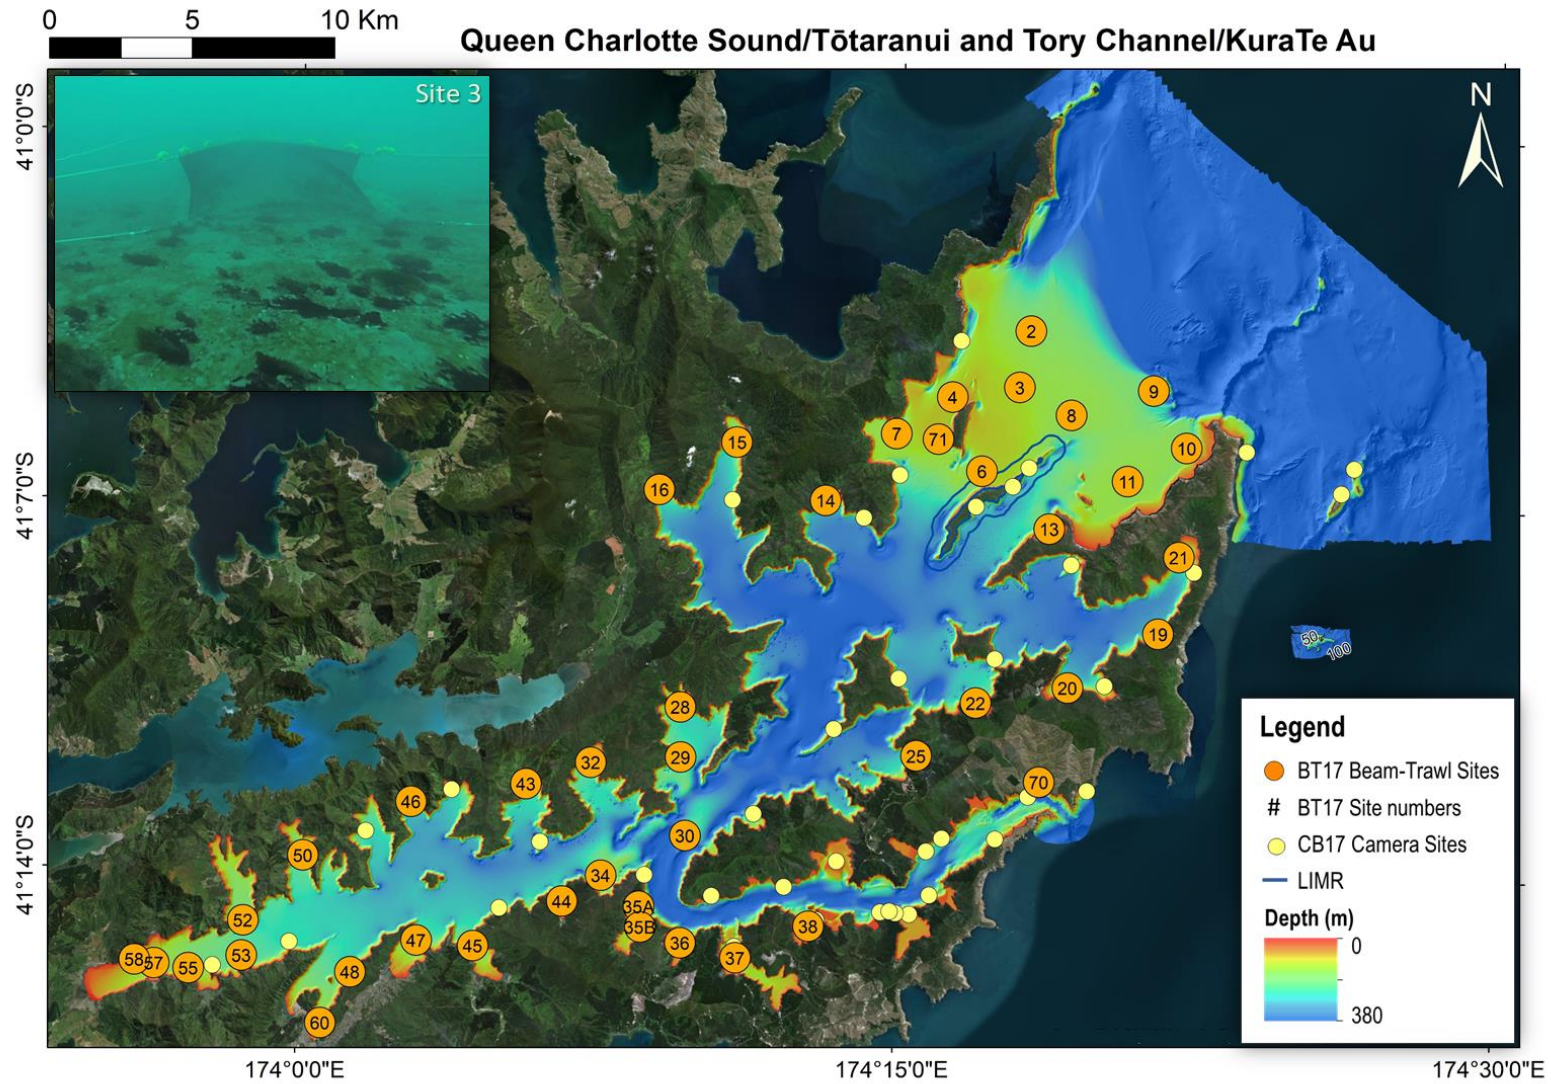 0 5 10 Km
Queen Charlotte Sound/Tōtaranui and Tory Channel/KuraTe Au
Site 3
N
41°0'0"S
41°7'0"S
41°14'0"S
2
3
4
9
8
7
71
10
15
6
11
16
14
13
21
19
50
100
20
22
28
25
29
32
70
43
46
30
50
34
44
35A
35B
52
38
47
36
45
53
37
58
57
55
48
60
Legend
BT17 Beam-Trawl Sites
# BT17 Site numbers
CB17 Camera Sites
LIMR
Depth (m)
0
380
174°0'0"E 174°15'0"E 174°30'0"E